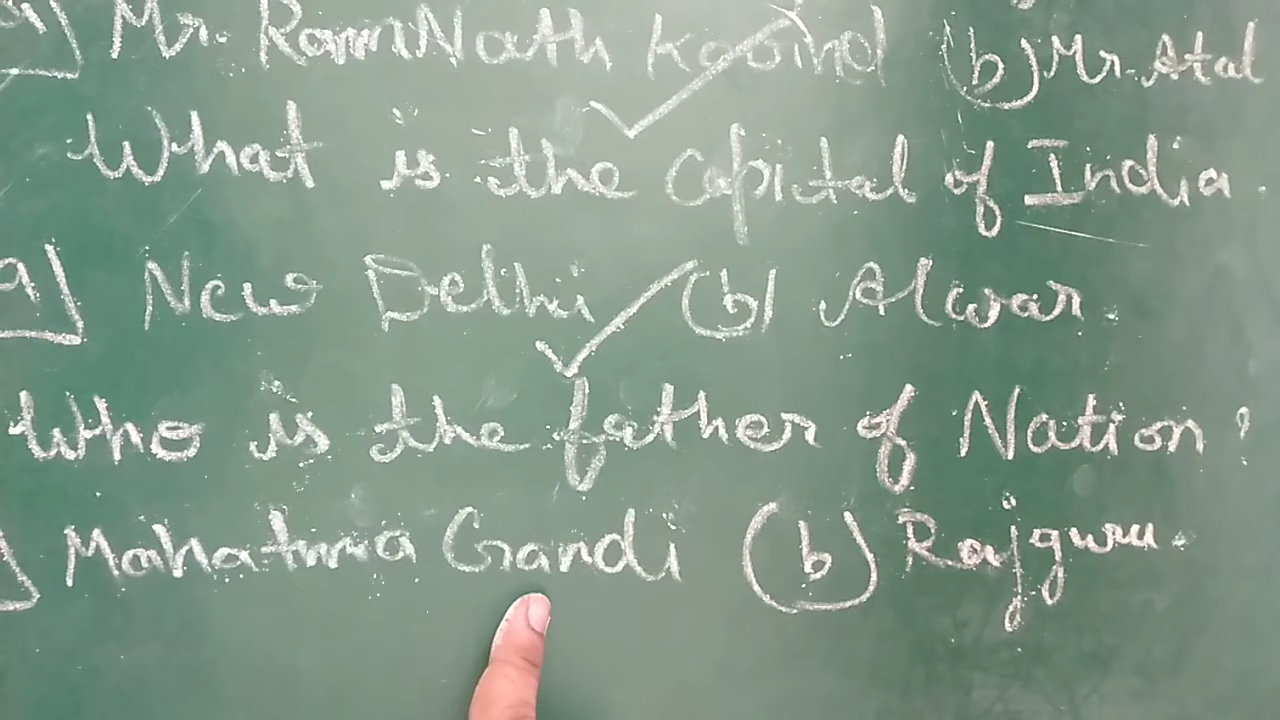 a) Mr. RamNath Kovind (b) Mr. Atal
What is the capital of India.
a) New Delhi (b) Alwar.
Who is the father of Nation?
) Mahatma Gandi (b) Rajguru.